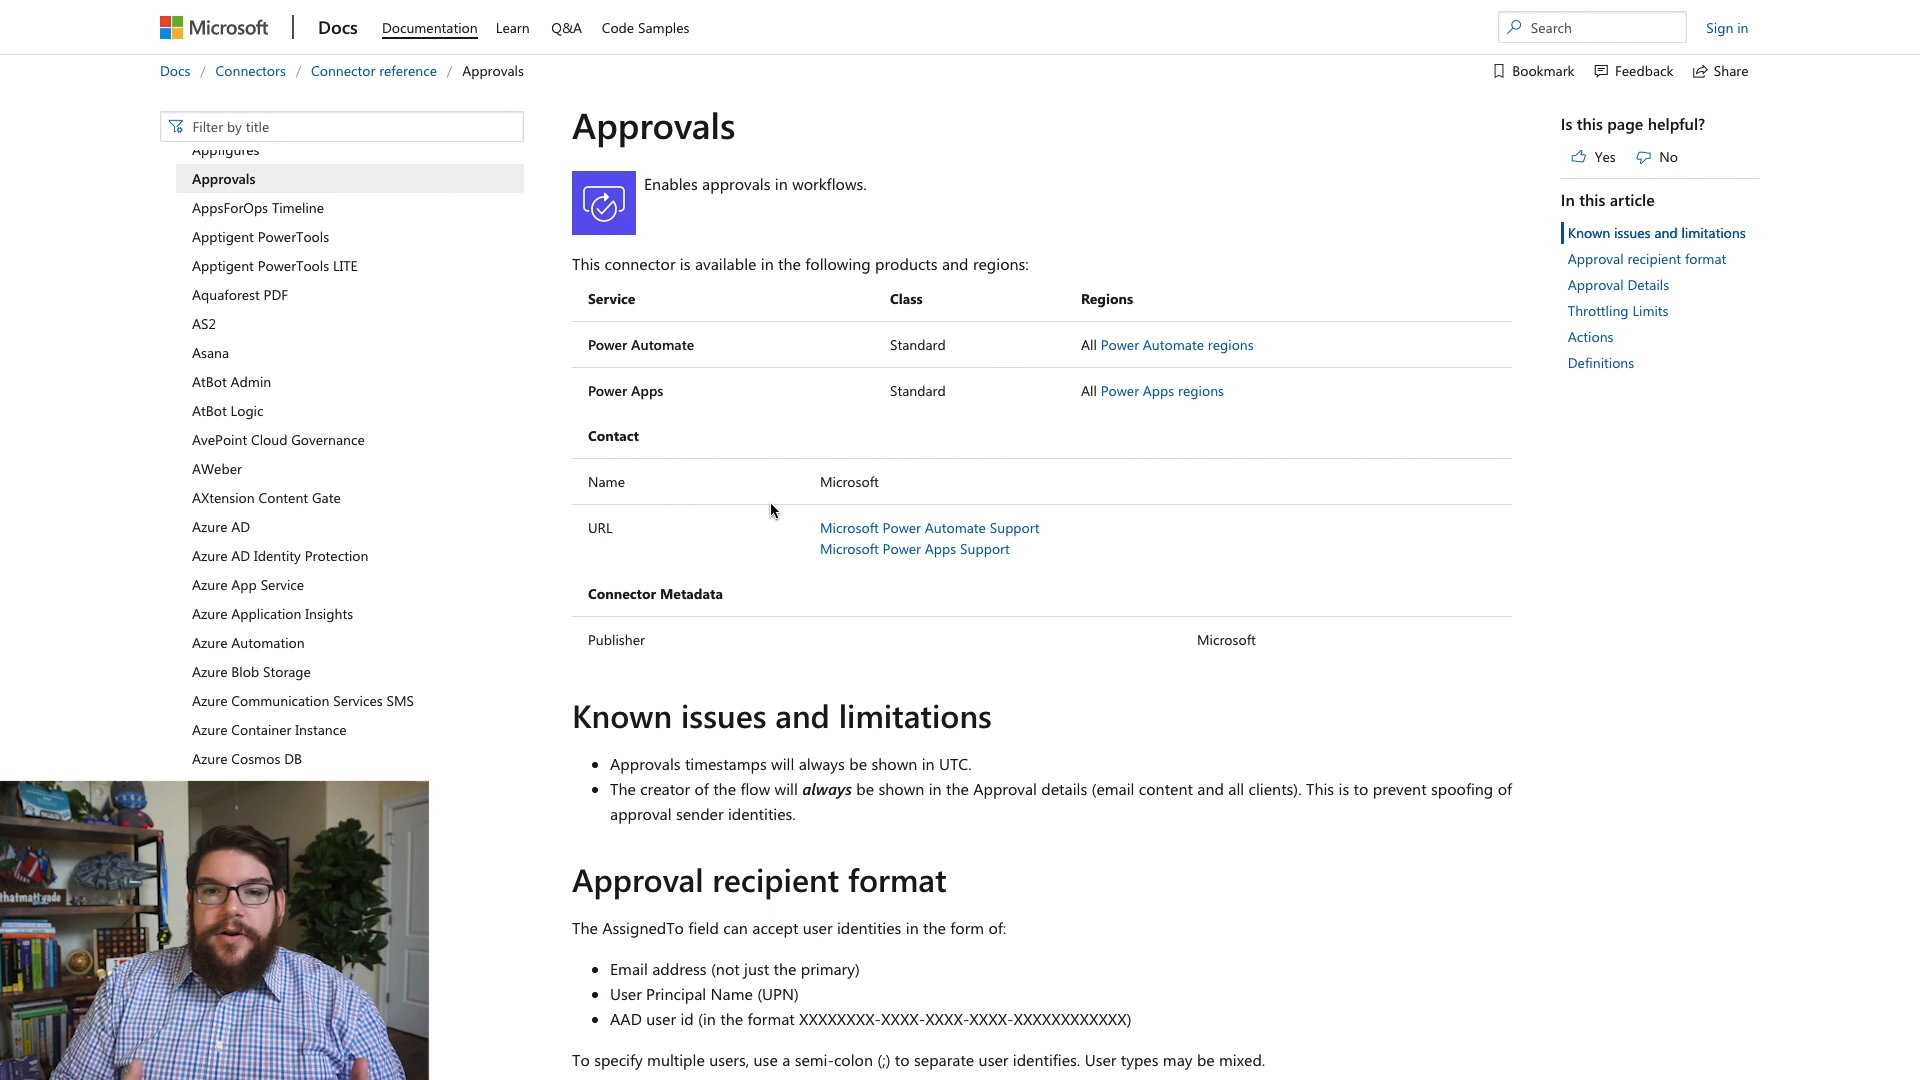 Microsoft
Docs
Documentation
Learn
Q&A
Code Samples
Search
Sign in
Docs / Connectors / Connector reference / Approvals
Bookmark
Feedback
Share
Filter by title
Appfigures
Approvals
AppsForOps Timeline
Apptigent PowerTools
Apptigent PowerTools LITE
Aquaforest PDF
AS2
Asana
AtBot Admin
AtBot Logic
AvePoint Cloud Governance
AWeber
AXtension Content Gate
Azure AD
Azure AD Identity Protection
Azure App Service
Azure Application Insights
Azure Automation
Azure Blob Storage
Azure Communication Services SMS
Azure Container Instance
Azure Cosmos DB
Approvals
Enables approvals in workflows.
This connector is available in the following products and regions:
Service Class Regions
Power Automate Standard All Power Automate regions
Power Apps Standard All Power Apps regions
Contact
Name Microsoft
URL Microsoft Power Automate Support
Microsoft Power Apps Support
Connector Metadata
Publisher Microsoft
Known issues and limitations
• Approvals timestamps will always be shown in UTC.
• The creator of the flow will always be shown in the Approval details (email content and all clients). This is to prevent spoofing of
approval sender identities.
Approval recipient format
The AssignedTo field can accept user identities in the form of:
• Email address (not just the primary)
• User Principal Name (UPN)
• AAD user id (in the format XXXXXXXX-XXXX-XXXX-XXXX-XXXXXXXXXXXX)
To specify multiple users, use a semi-colon (;) to separate user identifies. User types may be mixed.
Is this page helpful?
Yes
No
In this article
Known issues and limitations
Approval recipient format
Approval Details
Throttling Limits
Actions
Definitions
thatmattwade